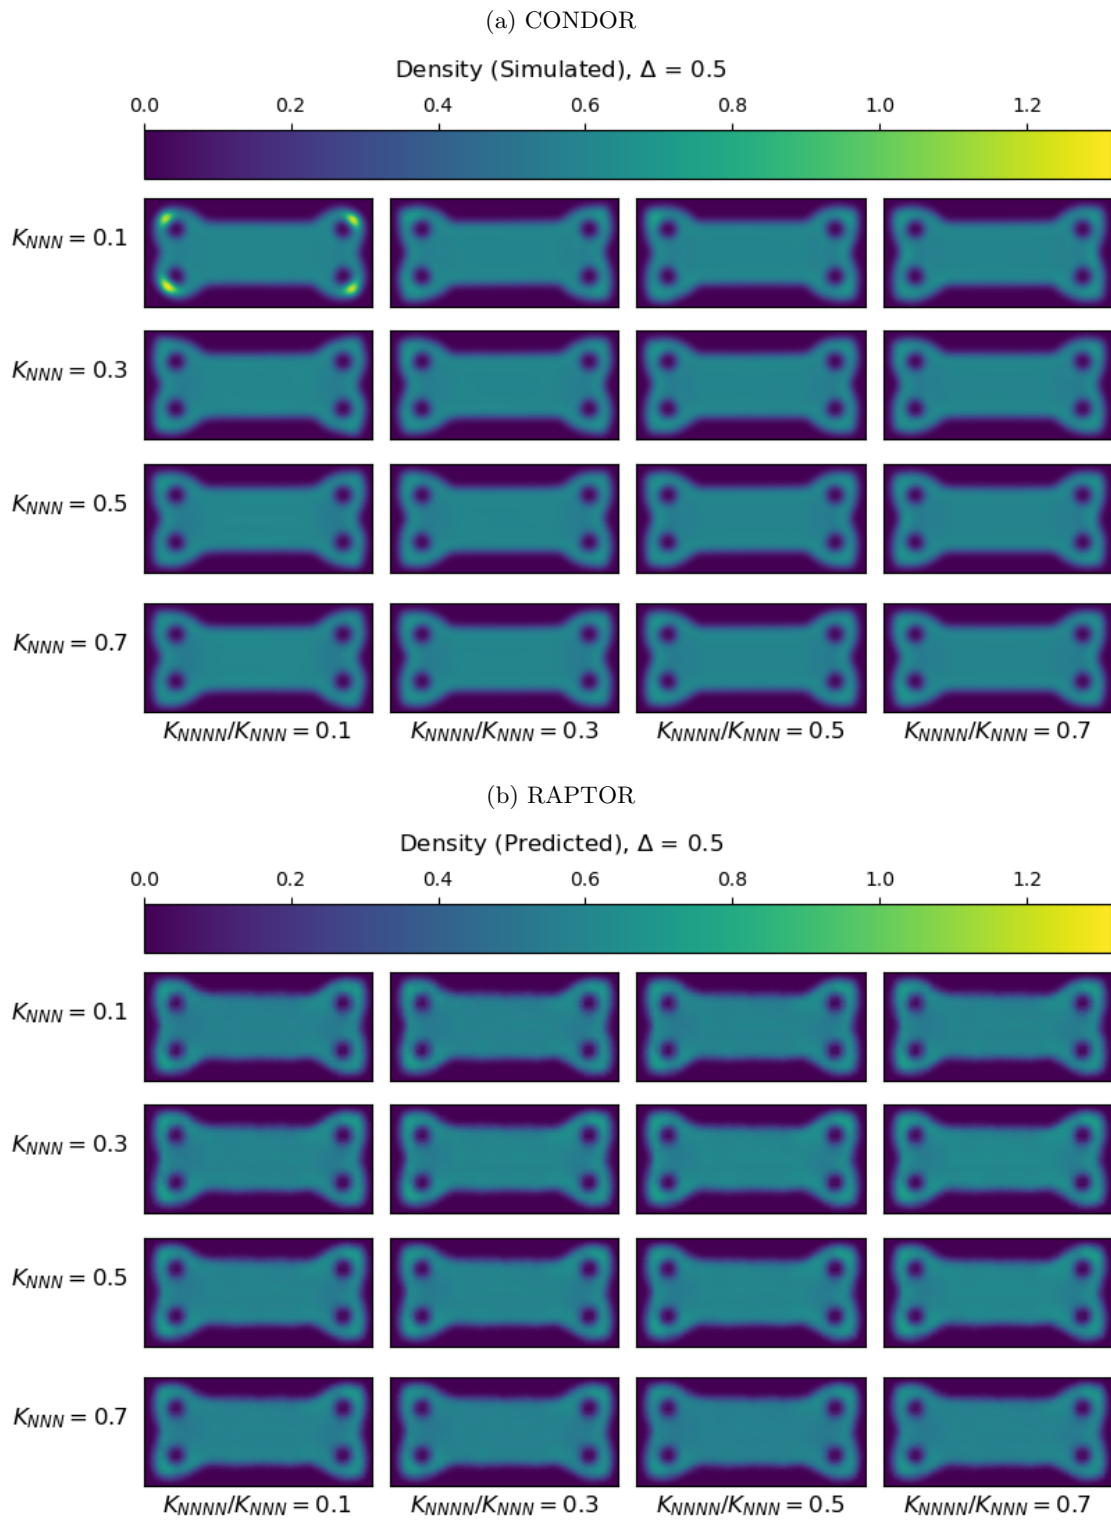 (a) CONDOR
Density (Simulated), Δ = 0.5
0.0 0.2 0.4 0.6 0.8 1.0 1.2
K_NNN = 0.1
K_NNN = 0.3
K_NNN = 0.5
K_NNN = 0.7
K_NNNN/K_NNN = 0.1 K_NNNN/K_NNN = 0.3 K_NNNN/K_NNN = 0.5 K_NNNN/K_NNN = 0.7
(b) RAPTOR
Density (Predicted), Δ = 0.5
0.0 0.2 0.4 0.6 0.8 1.0 1.2
K_NNN = 0.1
K_NNN = 0.3
K_NNN = 0.5
K_NNN = 0.7
K_NNNN/K_NNN = 0.1 K_NNNN/K_NNN = 0.3 K_NNNN/K_NNN = 0.5 K_NNNN/K_NNN = 0.7